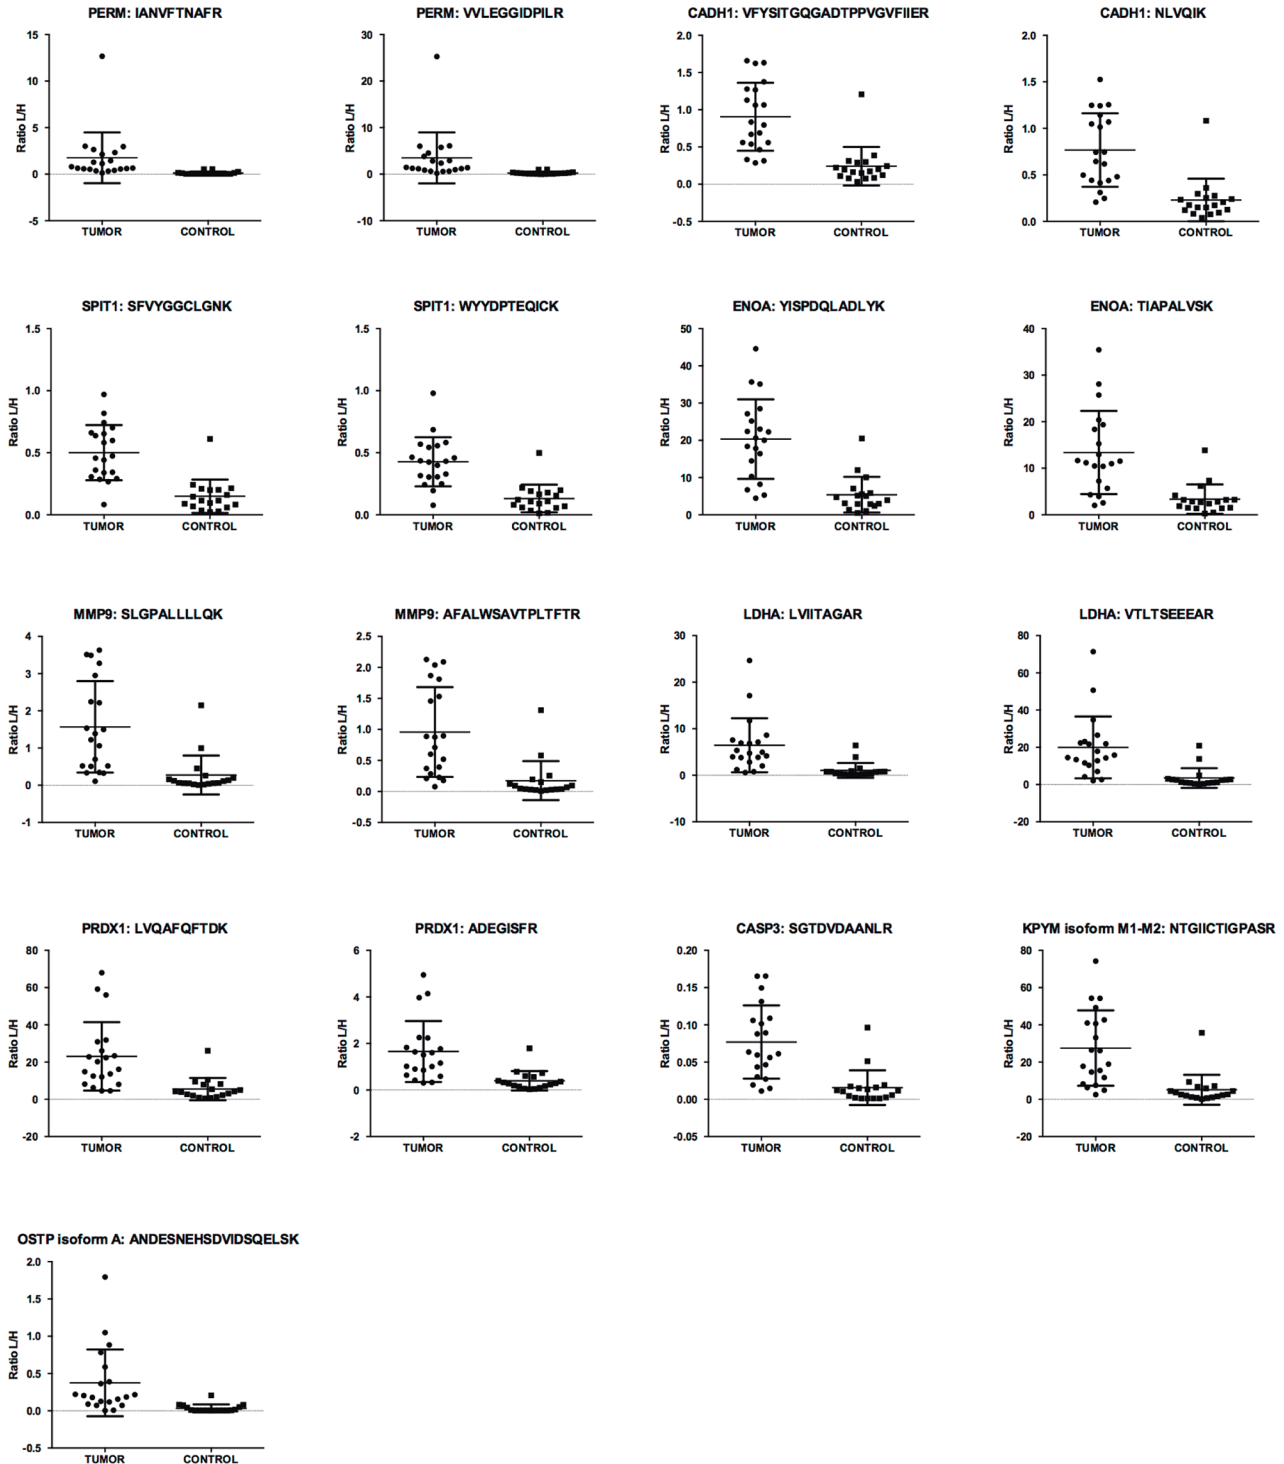 PERM: IANVFTNAFR
15
10
5
0
-5
Ratio L/H
TUMOR CONTROL
PERM: VVLEGGIDPILR
30
20
10
0
-10
Ratio L/H
TUMOR CONTROL
CADH1: VFYSITGQGADTPPVGVFIIER
2.0
1.5
1.0
0.5
0.0
-0.5
Ratio L/H
TUMOR CONTROL
CADH1: NLVQIK
2.0
1.5
1.0
0.5
0.0
Ratio L/H
TUMOR CONTROL
SPIT1: SFVYGGCLGNK
1.5
1.0
0.5
0.0
Ratio L/H
TUMOR CONTROL
SPIT1: WYYDPTEQICK
1.5
1.0
0.5
0.0
Ratio L/H
TUMOR CONTROL
ENOA: YISPDQLADLYK
50
40
30
20
10
0
Ratio L/H
TUMOR CONTROL
ENOA: TIAPALVSK
40
30
20
10
0
Ratio L/H
TUMOR CONTROL
MMP9: SLGPALLLLQK
4
3
2
1
0
-1
Ratio L/H
TUMOR CONTROL
MMP9: AFALWSAVTPLTFTR
2.5
2.0
1.5
1.0
0.5
0.0
-0.5
Ratio L/H
TUMOR CONTROL
LDHA: LVIITAGAR
30
20
10
0
-10
Ratio L/H
TUMOR CONTROL
LDHA: VTLTSEEEAR
80
60
40
20
0
-20
Ratio L/H
TUMOR CONTROL
PRDX1: LVQAFQFTDK
80
60
40
20
0
-20
Ratio L/H
TUMOR CONTROL
PRDX1: ADEGISFR
6
4
2
0
-2
Ratio L/H
TUMOR CONTROL
CASP3: SGTDVDAANLR
0.20
0.15
0.10
0.05
0.00
-0.05
Ratio L/H
TUMOR CONTROL
KPYM isoform M1-M2: NTGIICTIGPASR
80
60
40
20
0
-20
Ratio L/H
TUMOR CONTROL
OSTP isoform A: ANDESNEHSDVIDSQELSK
2.0
1.5
1.0
0.5
0.0
-0.5
Ratio L/H
TUMOR CONTROL